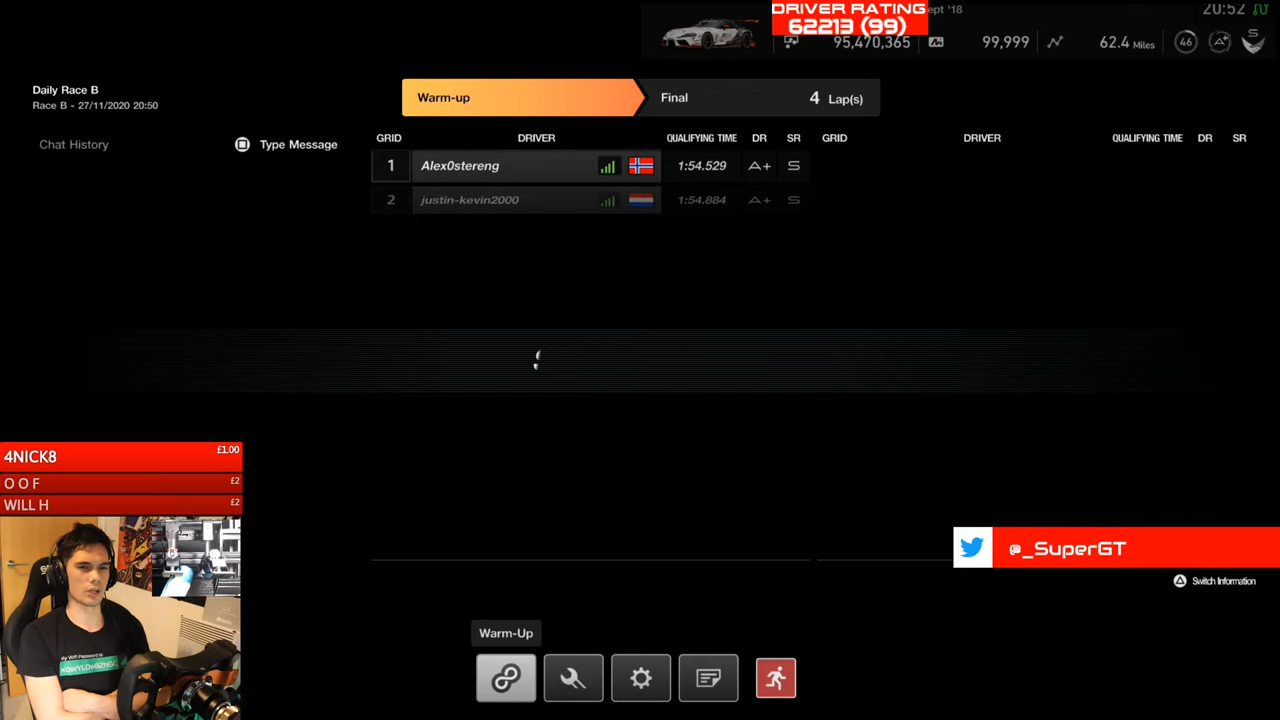 DRIVER RATING
62213 (99)
ept '18
20:52
95,470,365
99,999
62.4 Miles
46
A+
S
Daily Race B
Race B - 27/11/2020 20:50
Warm-up
Final
4 Lap(s)
Chat History
Type Message
GRID DRIVER QUALIFYING TIME DR SR
GRID DRIVER QUALIFYING TIME DR SR
1 Alex0stereng 1:54.529 A+ S
2 justin-kevin2000 1:54.884 A+ S
4NICK8 £1.00
O O F £2
WILL H £2
@_SuperGT
Switch Information
Warm-Up